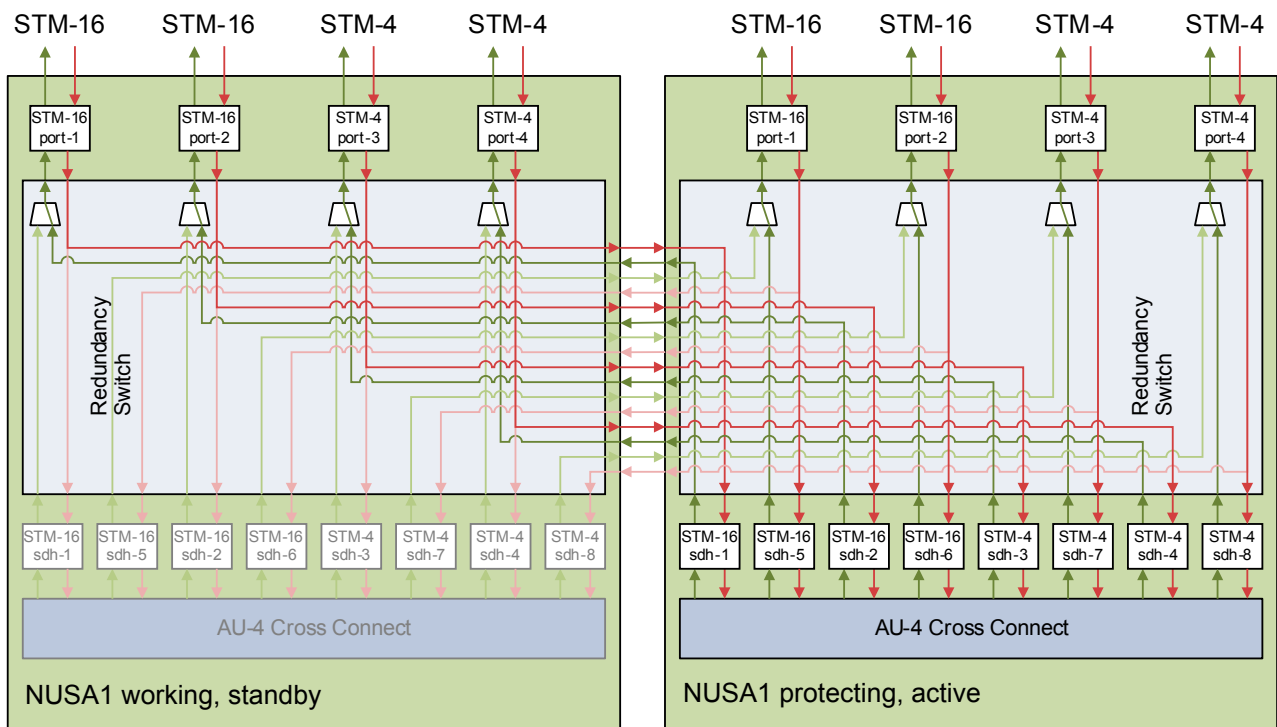 STM-16 STM-16 STM-4 STM-4 STM-16 STM-16 STM-4 STM-4
STM-16 STM-16 STM-4 STM-4 STM-16 STM-16 STM-4 STM-4
port-1 port-2 port-3 port-4 port-1 port-2 port-3 port-4
Redundancy
Switch
Redundancy
Switch
STM-16 STM-16 STM-16 STM-16 STM-4 STM-4 STM-4 STM-4 STM-16 STM-16 STM-16 STM-16 STM-4 STM-4 STM-4 STM-4
sdh-1 sdh-5 sdh-2 sdh-6 sdh-3 sdh-7 sdh-4 sdh-8 sdh-1 sdh-5 sdh-2 sdh-6 sdh-3 sdh-7 sdh-4 sdh-8
AU-4 Cross Connect AU-4 Cross Connect
NUSA1 working, standby NUSA1 protecting, active